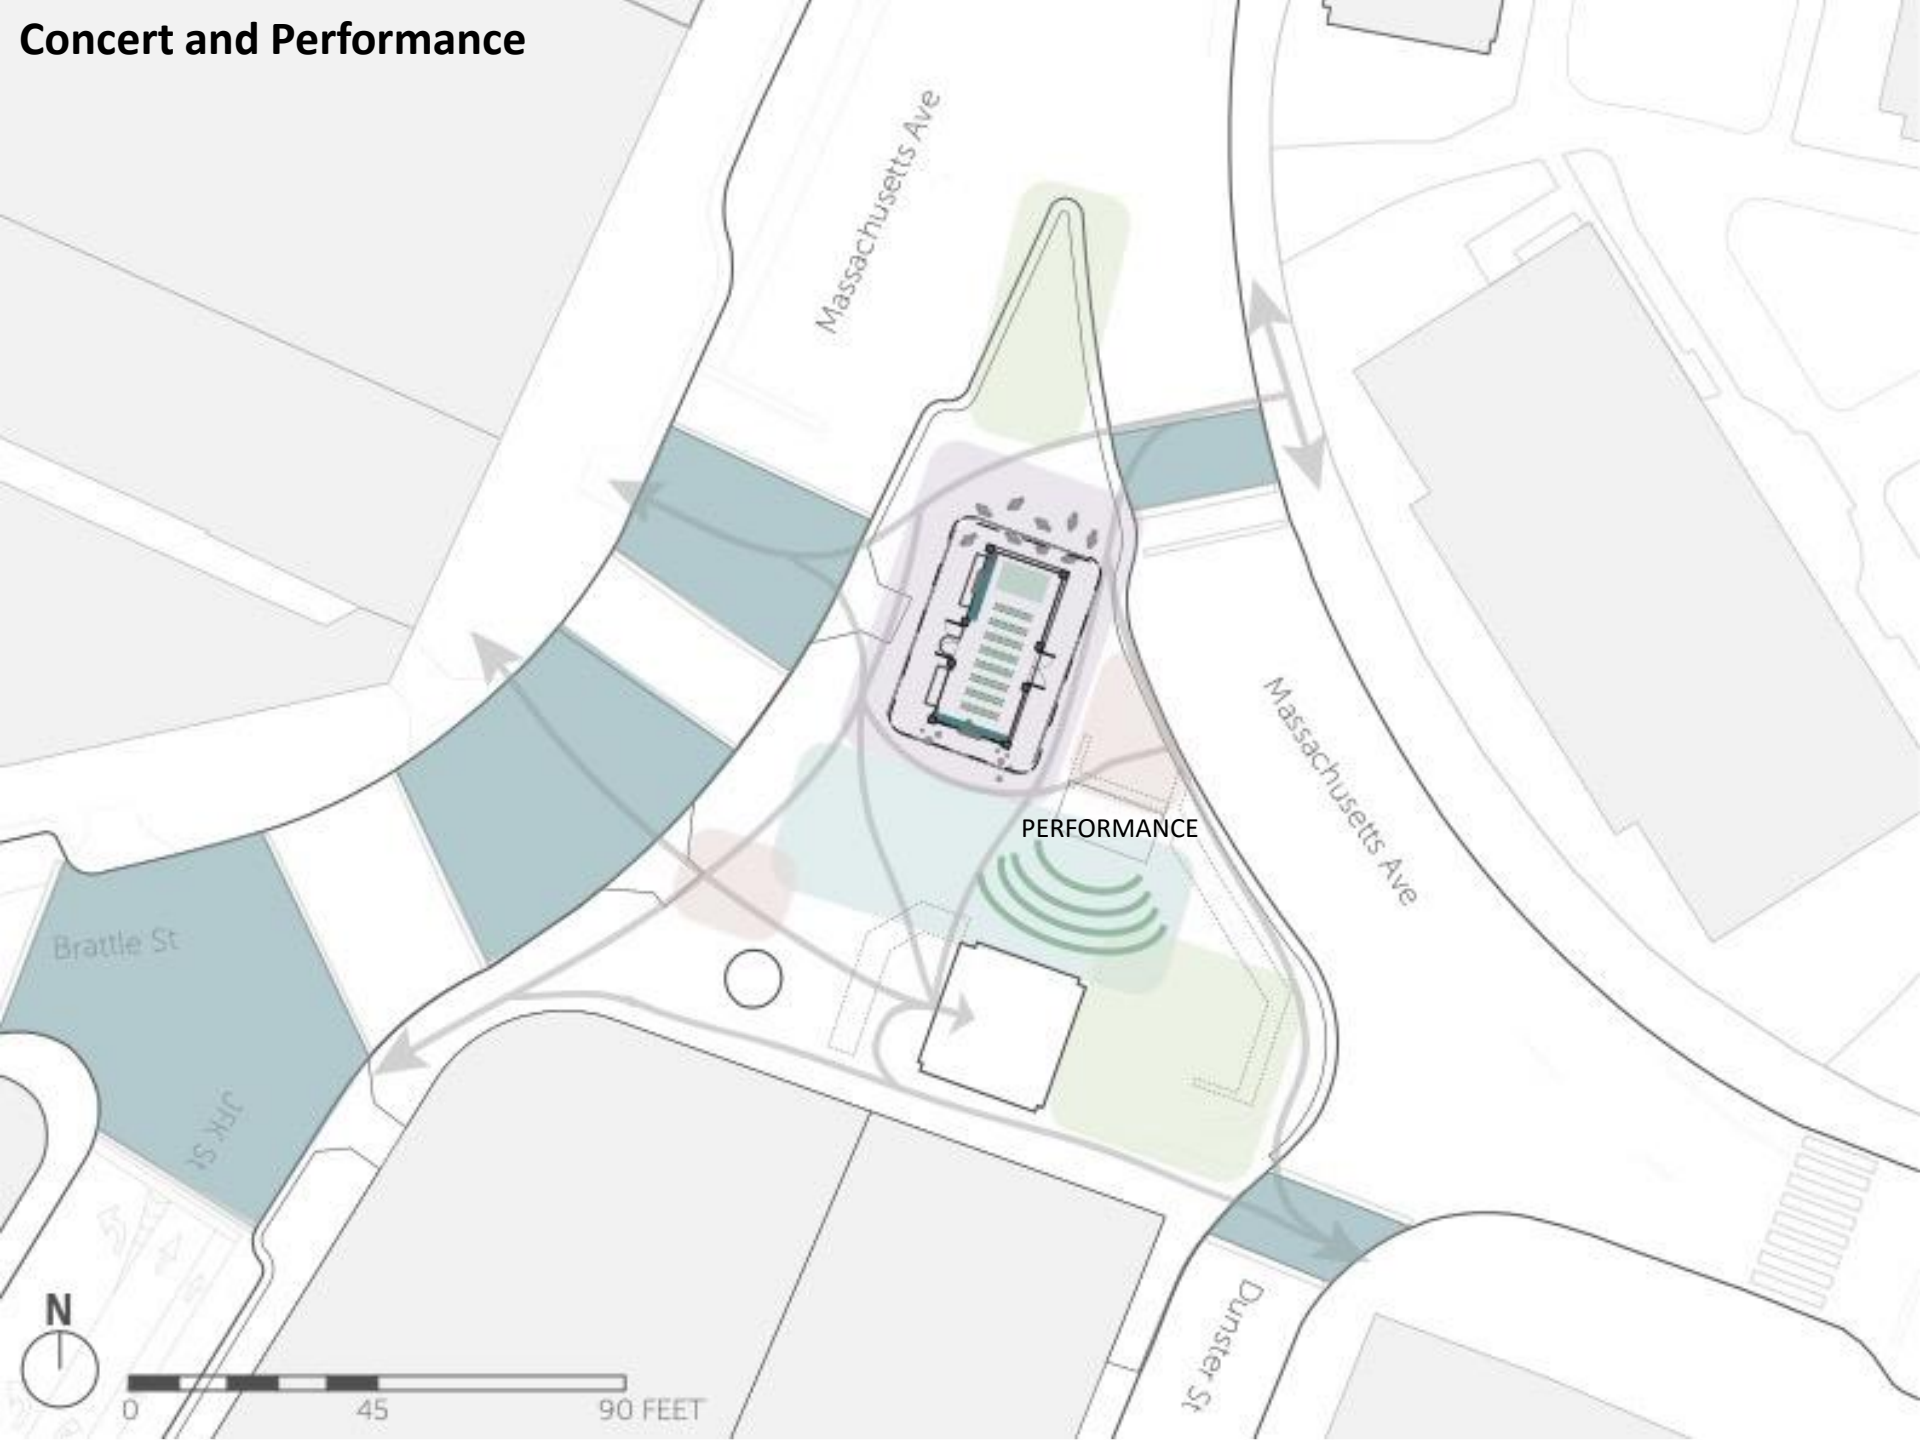 Concert and Performance
Massachusetts Ave
Massachusetts Ave
PERFORMANCE
Brattle St
JFK St
Dunster St
N
0 45 90 FEET